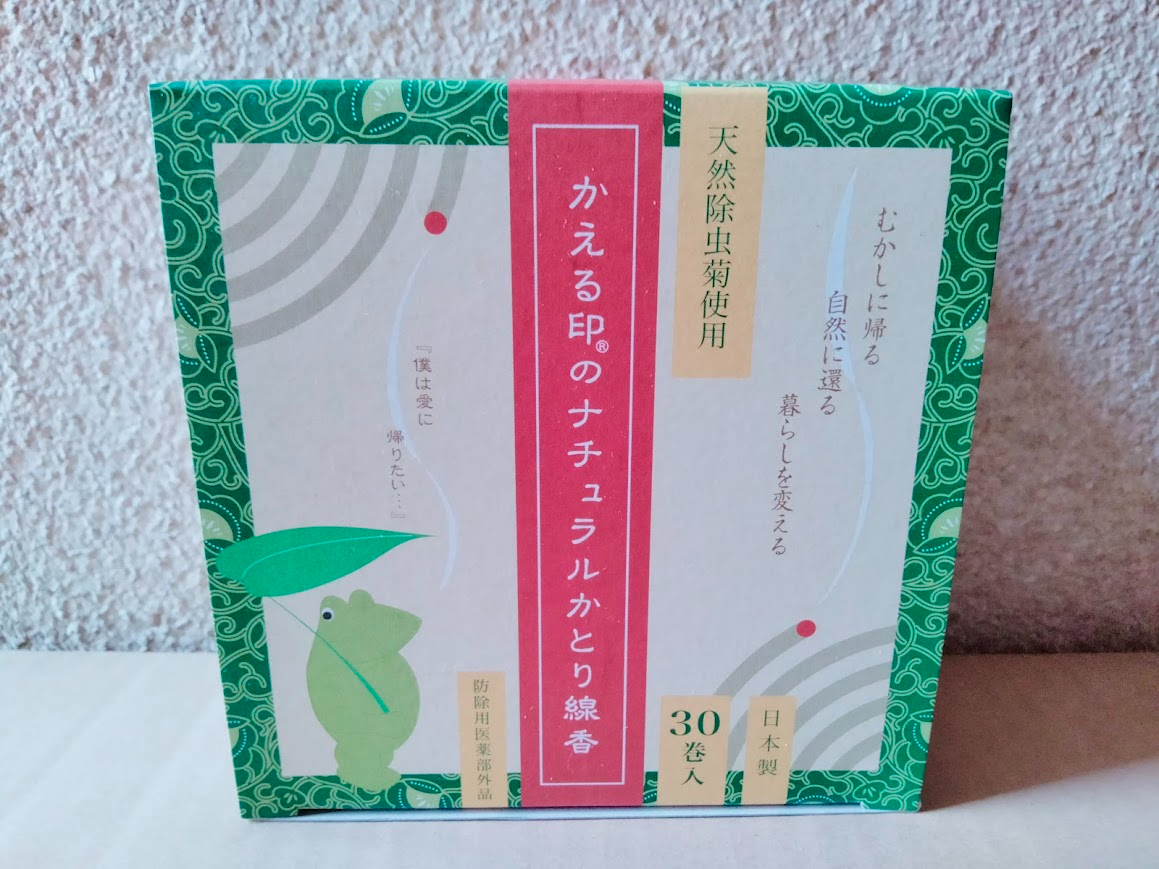 むかしに帰る
自然に還る
暮らしを変える
天然除虫菊使用
かえる印®のナチュラルかとり線香
『僕は愛に
帰りたい…』
防除用医薬部外品
30
巻入
日本製